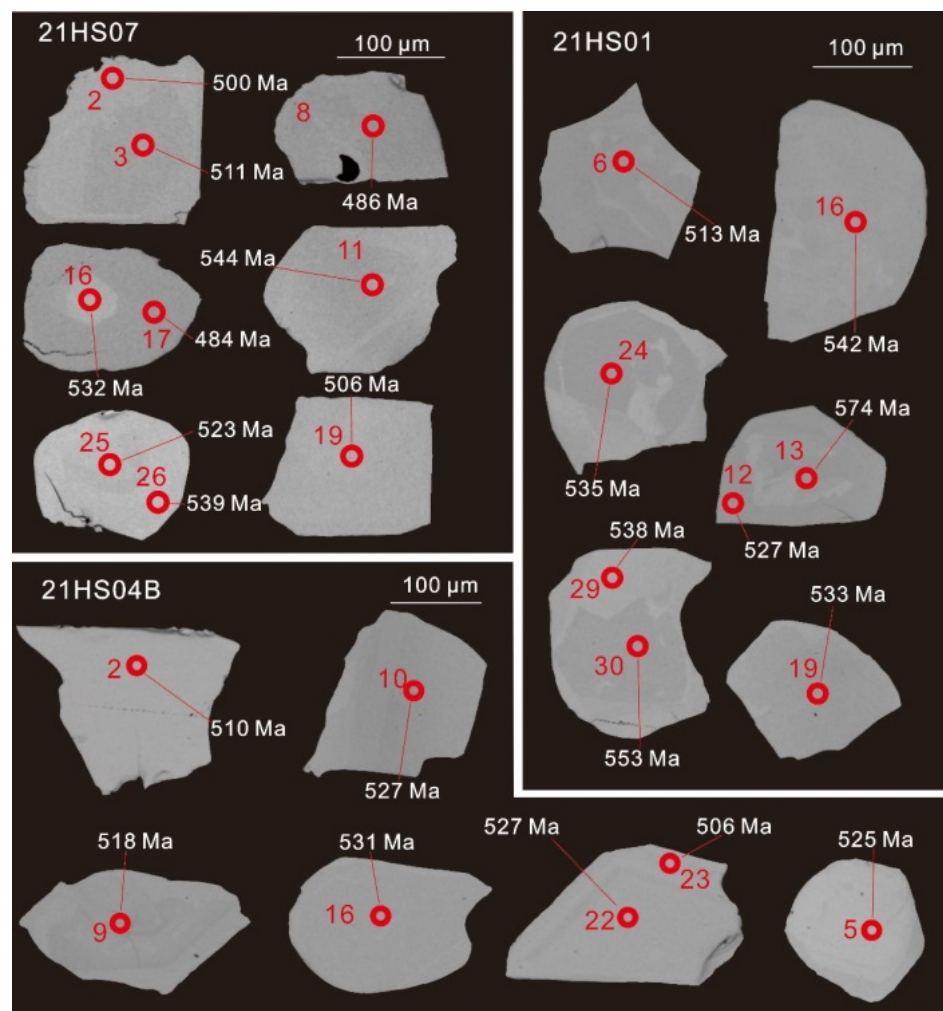 21HS07
100 µm
2
500 Ma
3
511 Ma
8
486 Ma
16
532 Ma
17
484 Ma
544 Ma
11
25
523 Ma
26
539 Ma
506 Ma
19
21HS01
100 µm
6
513 Ma
16
542 Ma
24
535 Ma
574 Ma
13
12
527 Ma
538 Ma
29
30
553 Ma
533 Ma
19
21HS04B
100 µm
2
510 Ma
10
527 Ma
518 Ma
9
531 Ma
16
527 Ma
22
506 Ma
23
525 Ma
5